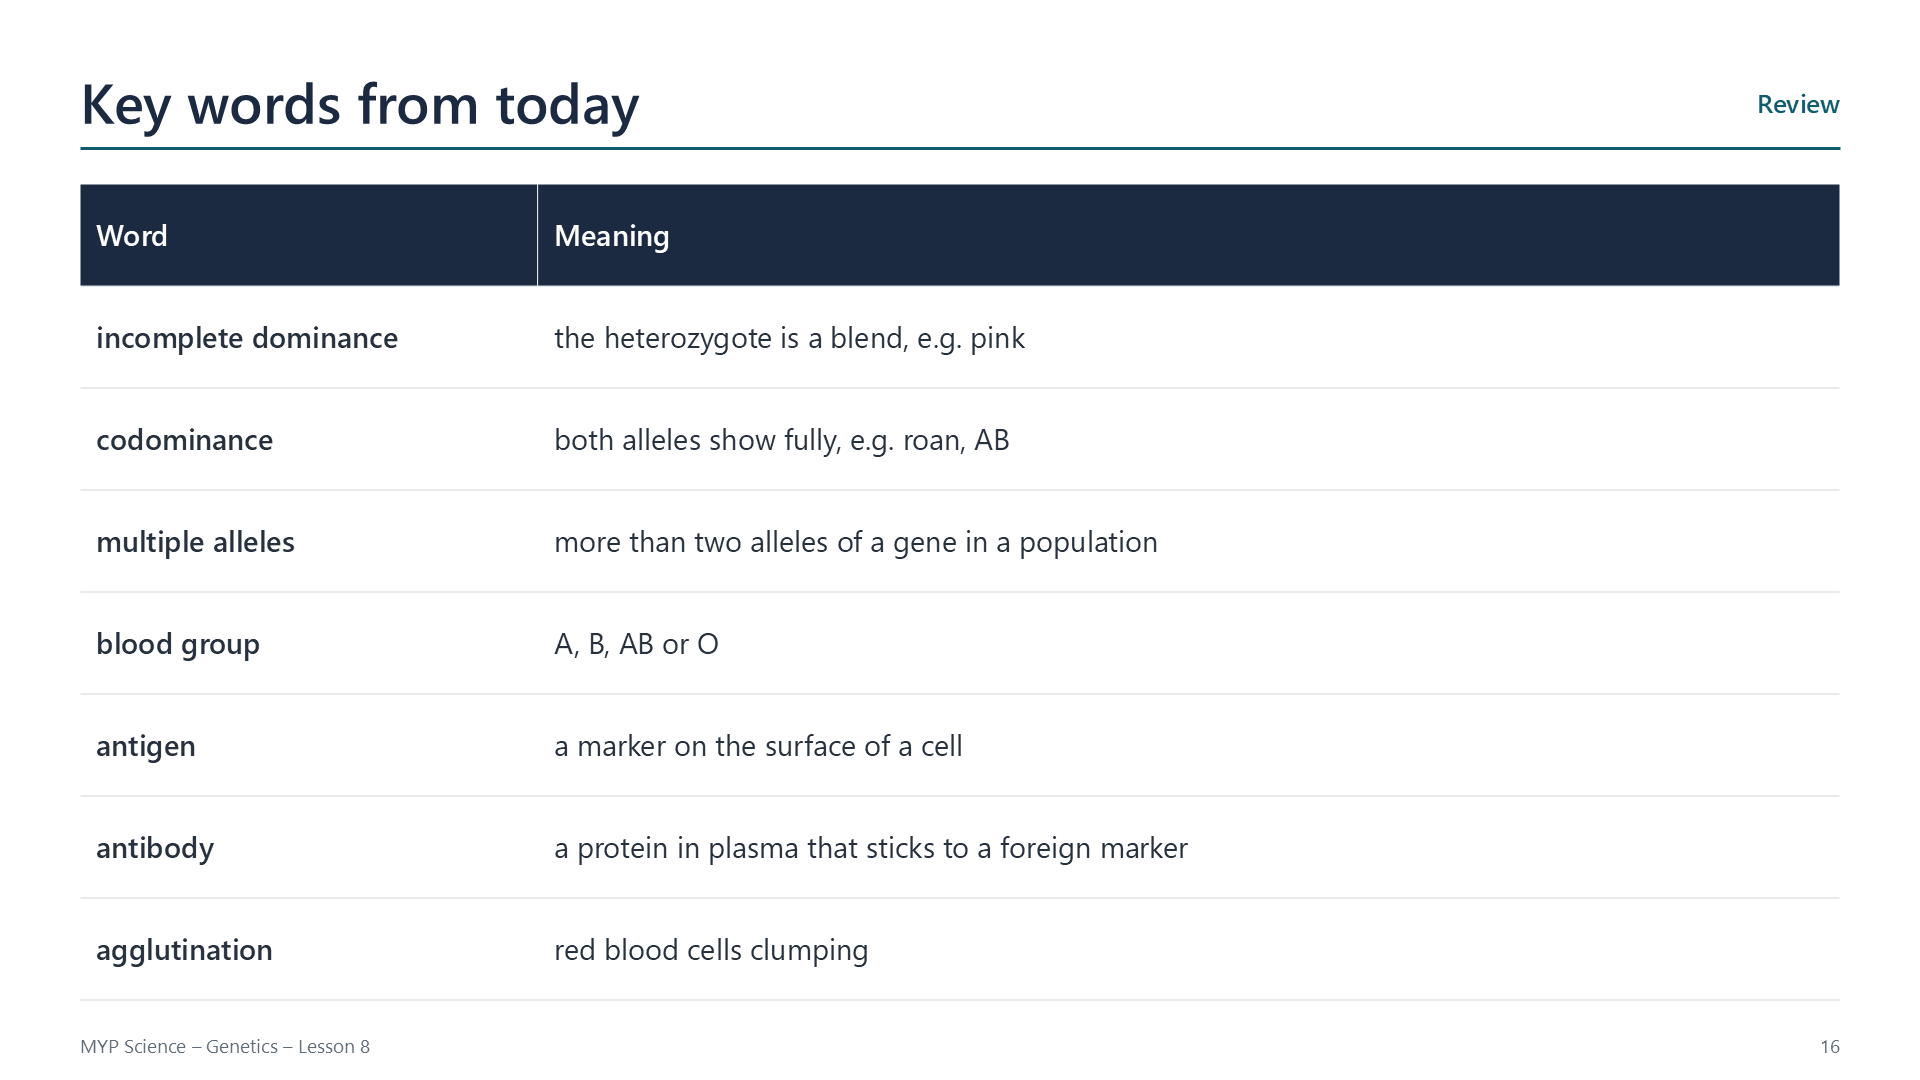 Key words from today
Review
Word Meaning
incomplete dominance the heterozygote is a blend, e.g. pink
codominance both alleles show fully, e.g. roan, AB
multiple alleles more than two alleles of a gene in a population
blood group A, B, AB or O
antigen a marker on the surface of a cell
antibody a protein in plasma that sticks to a foreign marker
agglutination red blood cells clumping
MYP Science – Genetics – Lesson 8
16